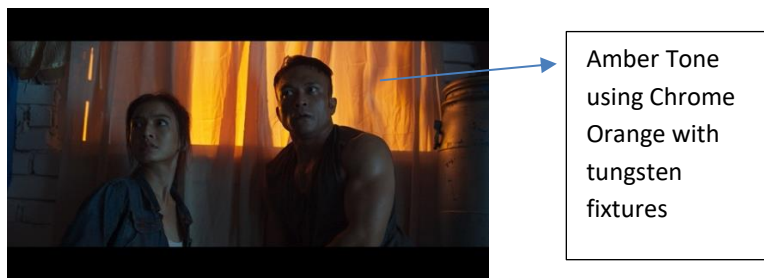 Amber Tone
using Chrome
Orange with
tungsten
fixtures